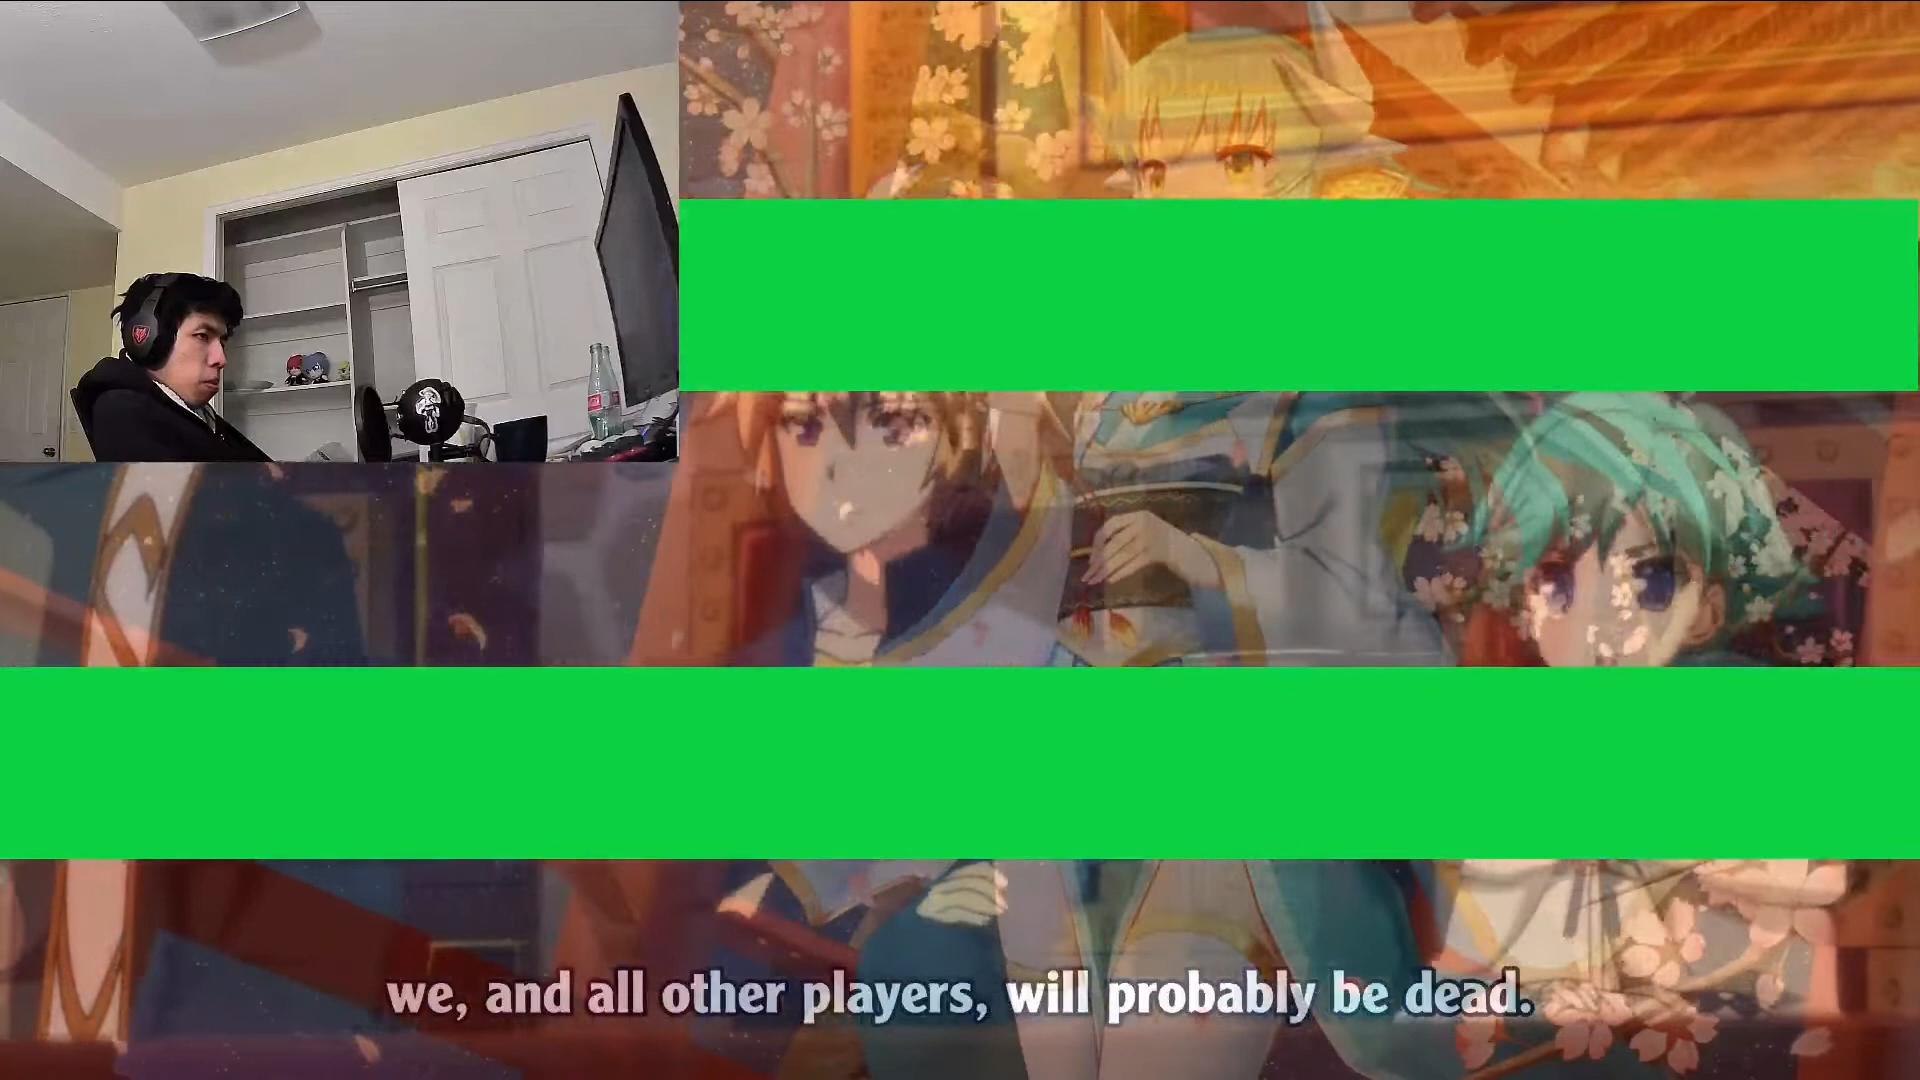 we, and all other players, will probably be dead.